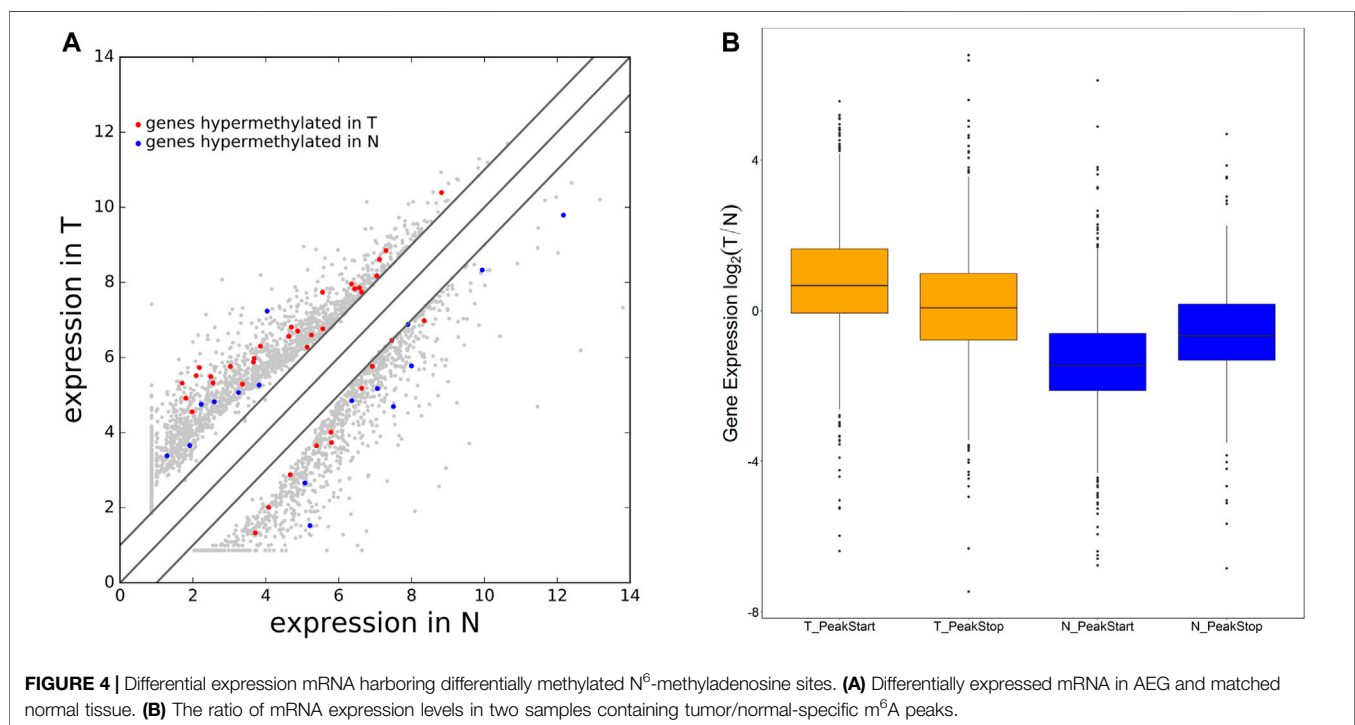 A
14
12
10
8
6
4
2
0
expression in T
genes hypermethylated in T
genes hypermethylated in N
0 2 4 6 8 10 12 14
expression in N
B
Gene Expression log₂(T/N)
4
0
-4
-8
T_PeakStart T_PeakStop N_PeakStart N_PeakStop
FIGURE 4 | Differential expression mRNA harboring differentially methylated N⁶-methyladenosine sites. (A) Differentially expressed mRNA in AEG and matched
normal tissue. (B) The ratio of mRNA expression levels in two samples containing tumor/normal-specific m⁶A peaks.